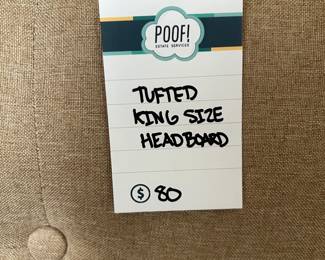 POOF!
ESTATE SERVICES
TUFTED
KING SIZE
HEADBOARD
$ 80